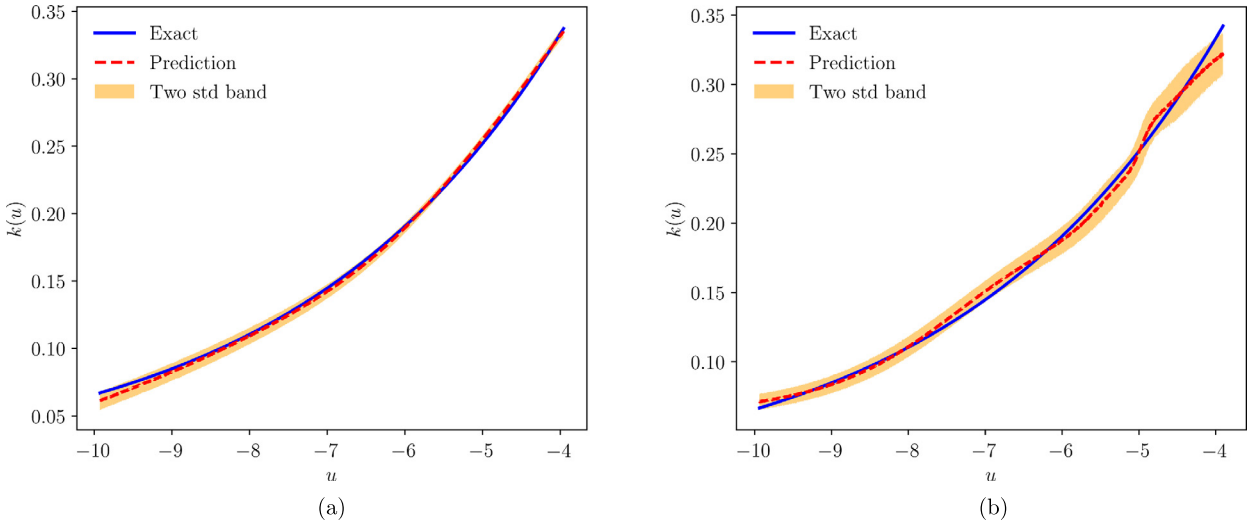 0.35
0.30
0.25
0.20
0.15
0.10
0.05
k(u)
Exact
Prediction
Two std band
−10 −9 −8 −7 −6 −5 −4
u
(a)
0.35
0.30
0.25
0.20
0.15
0.10
k(u)
Exact
Prediction
Two std band
−10 −9 −8 −7 −6 −5 −4
u
(b)